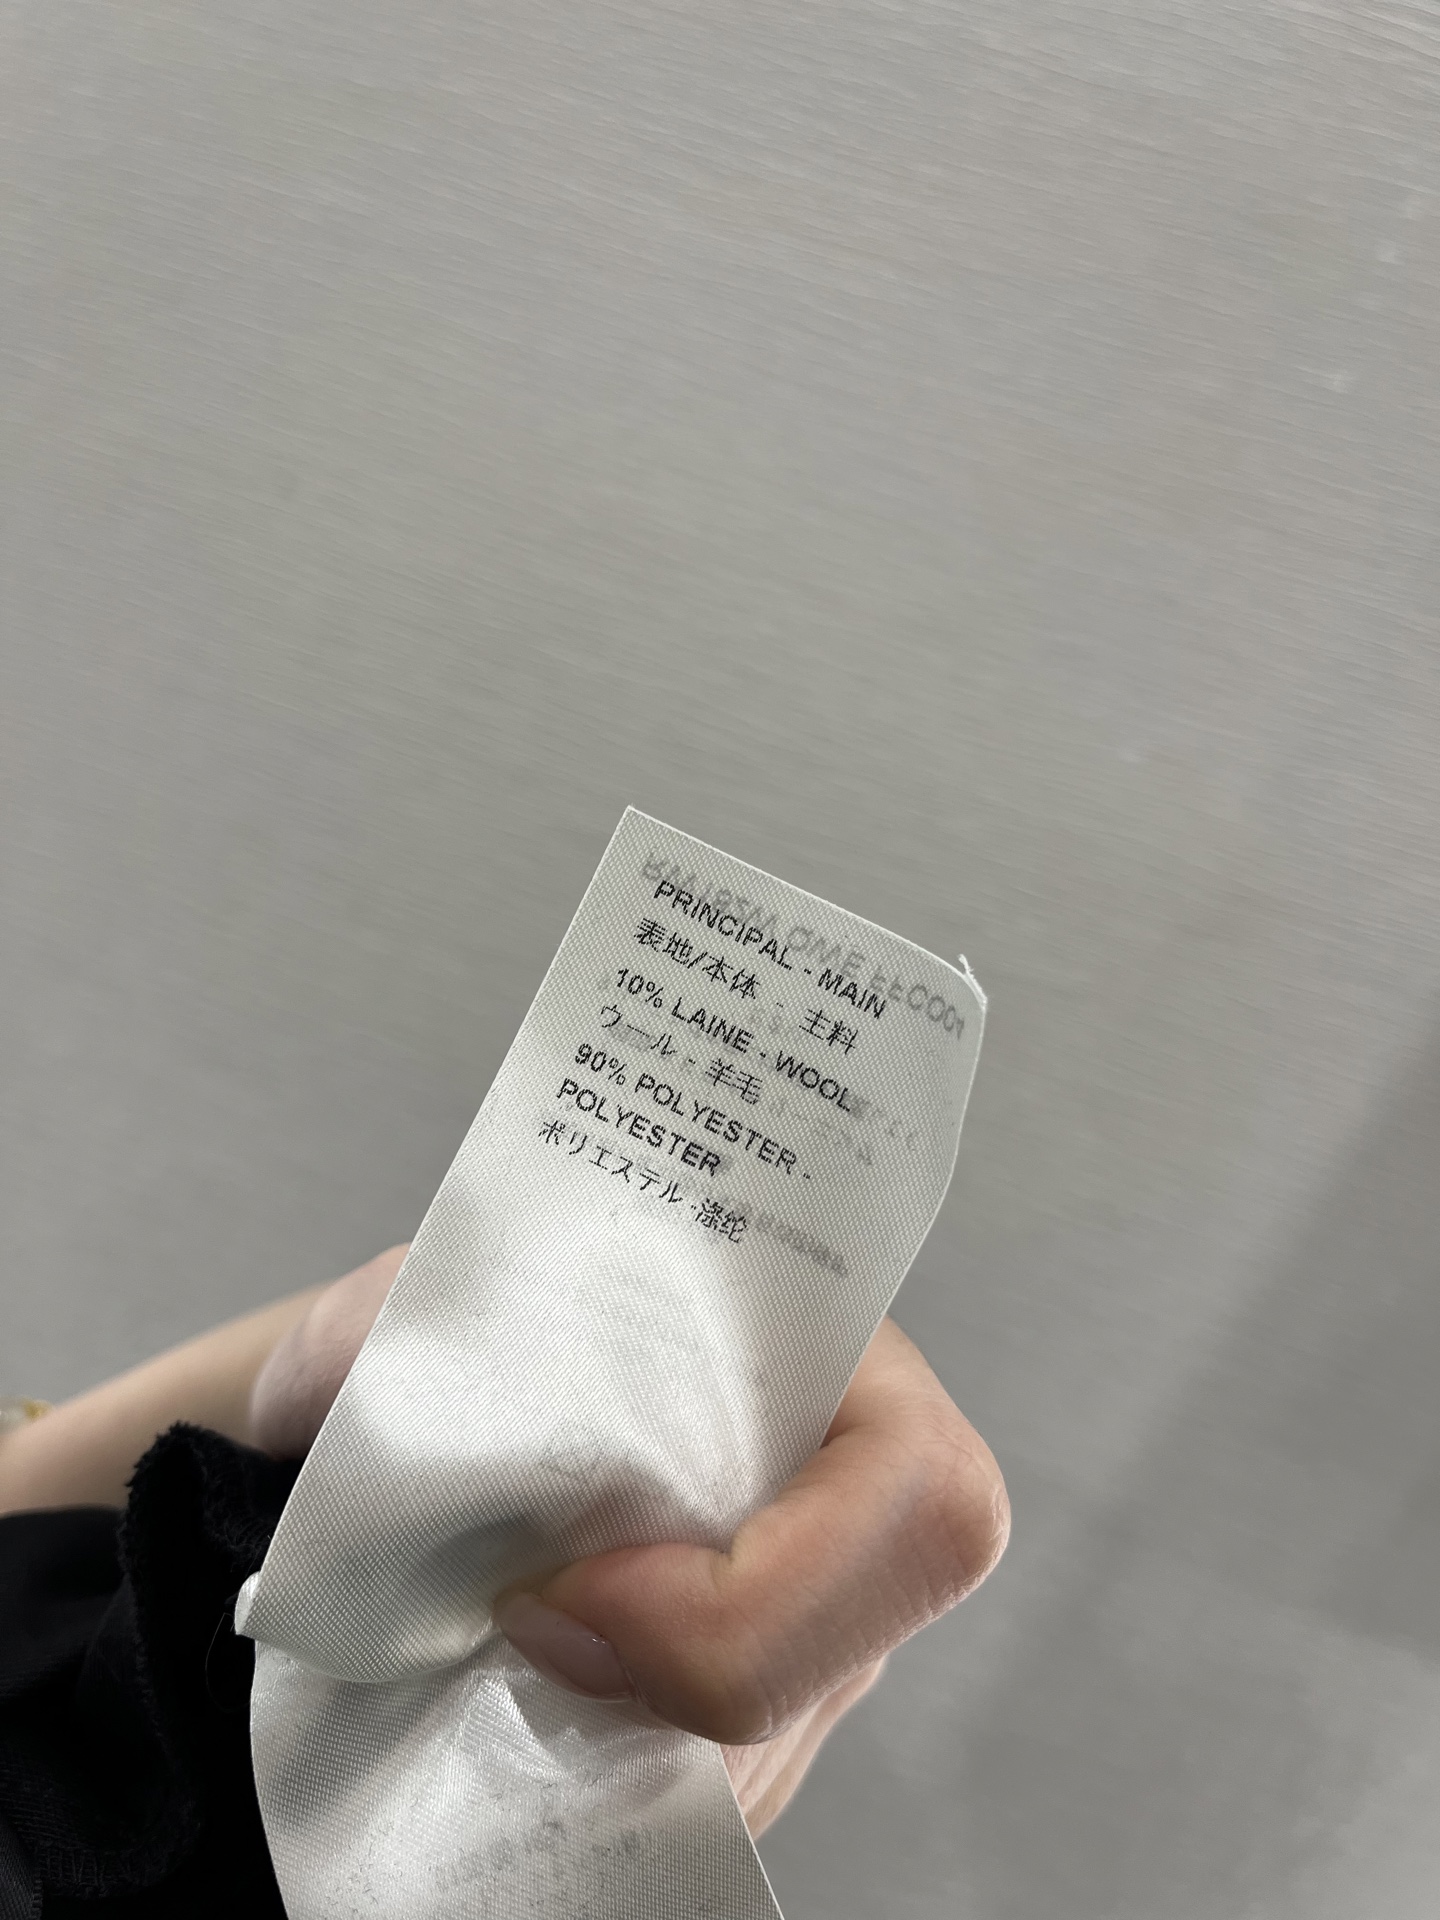 PRINCIPAL - MAIN
表地/本体 - 主料
10% LAINE - WOOL
ウール - 羊毛
90% POLYESTER -
POLYESTER
ポリエステル -涤纶